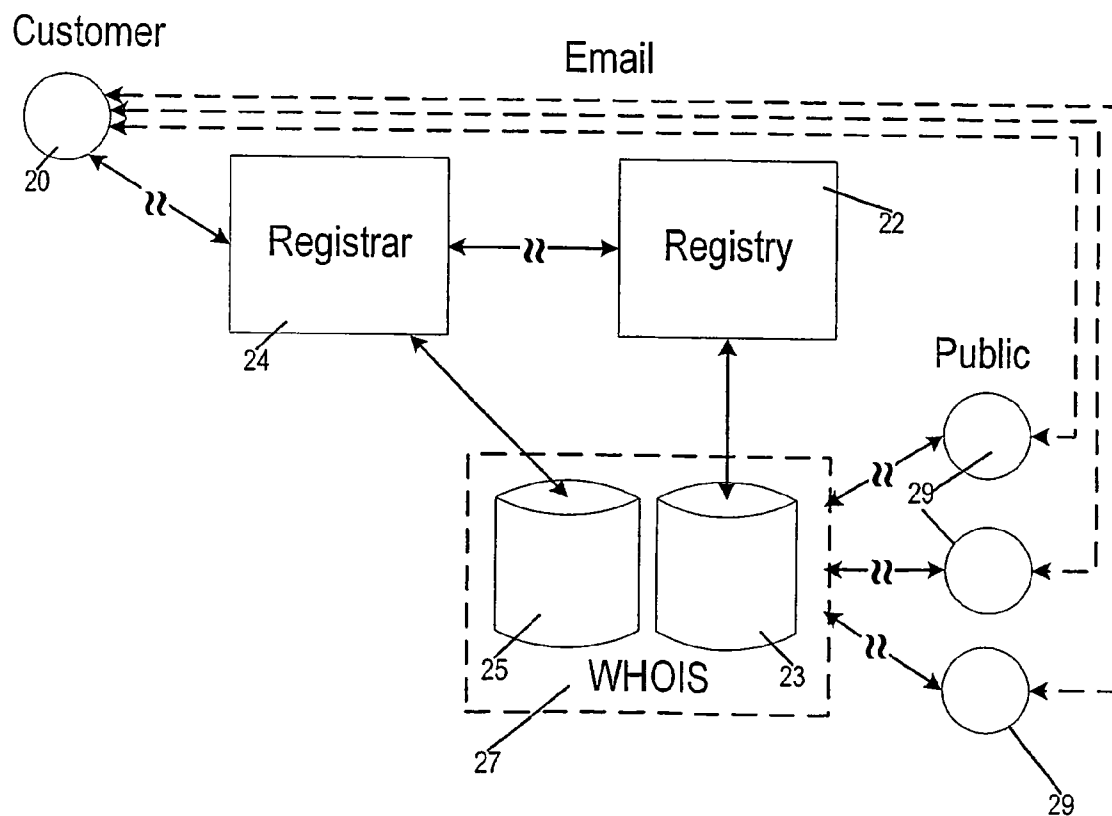 Customer
Email
20
Registrar
Registry
22
24
Public
29
25
23
WHOIS
27
29